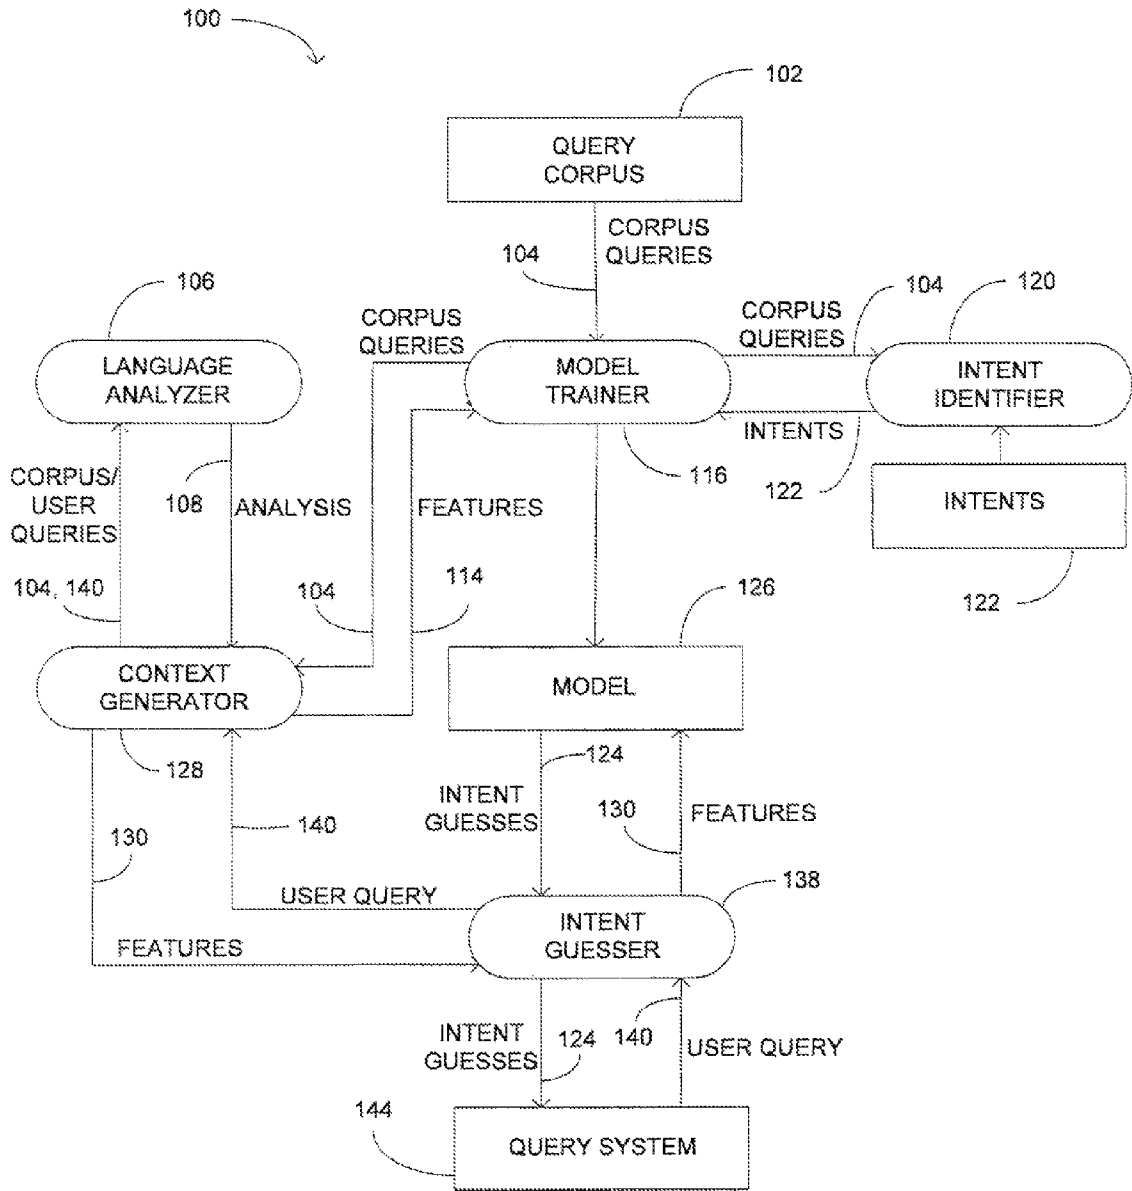 100
102
QUERY
CORPUS
CORPUS
QUERIES
104
106
LANGUAGE
ANALYZER
CORPUS
QUERIES
MODEL
TRAINER
116
CORPUS
QUERIES
104
120
INTENT
IDENTIFIER
INTENTS
122
INTENTS
122
CORPUS/
USER
QUERIES
104, 140
108
ANALYSIS
FEATURES
104
114
126
CONTEXT
GENERATOR
128
MODEL
124
INTENT
GUESSES
130
FEATURES
130
140
USER QUERY
FEATURES
138
INTENT
GUESSER
INTENT
GUESSES
124
140
USER QUERY
144
QUERY SYSTEM